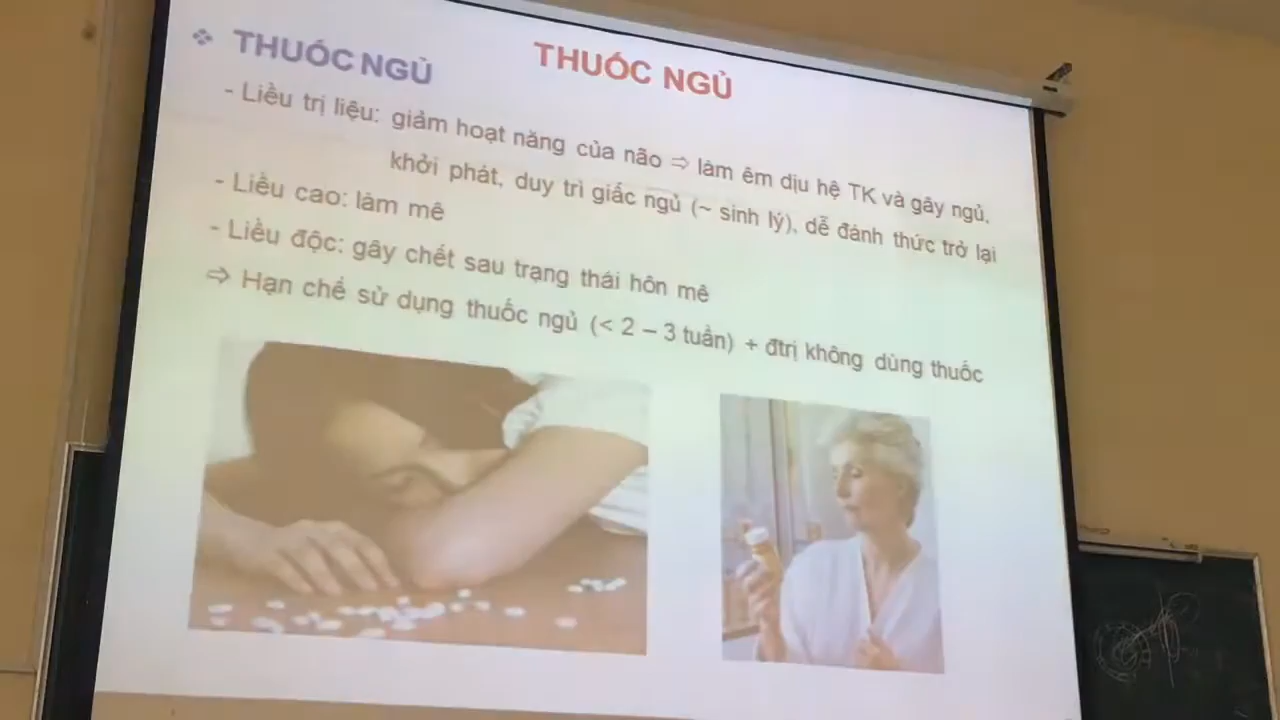 THUỐC NGỦ
❖ THUỐC NGỦ
- Liều trị liệu: giảm hoạt năng của não ⇨ làm êm dịu hệ TK và gây ngủ,
khởi phát, duy trì giấc ngủ (~ sinh lý), dễ đánh thức trở lại
- Liều cao: làm mê
- Liều độc: gây chết sau trạng thái hôn mê
⇨ Hạn chế sử dụng thuốc ngủ (< 2 – 3 tuần) + đtrị không dùng thuốc